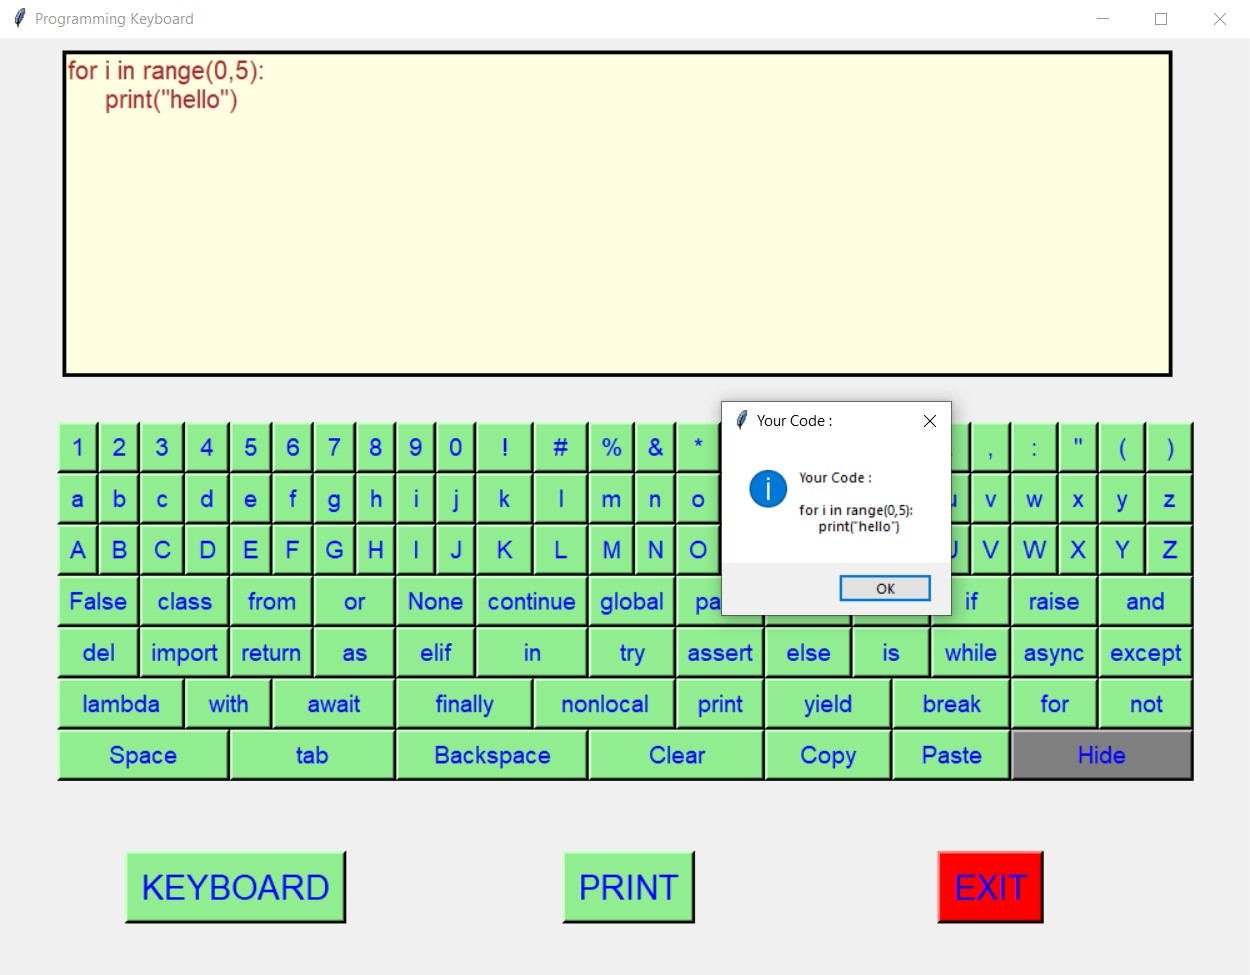 Programming Keyboard
for i in range(0,5):
print("hello")
1 2 3 4 5 6 7 8 9 0 ! # % & * , : " ( )
a b c d e f g h i j k l m n o v w x y z
A B C D E F G H I J K L M N O V W X Y Z
False class from or None continue global if raise and
del import return as elif in try assert else is while async except
lambda with await finally nonlocal print yield break for not
Space tab Backspace Clear Copy Paste Hide
Your Code :
Your Code :
for i in range(0,5):
print("hello")
OK
KEYBOARD PRINT EXIT